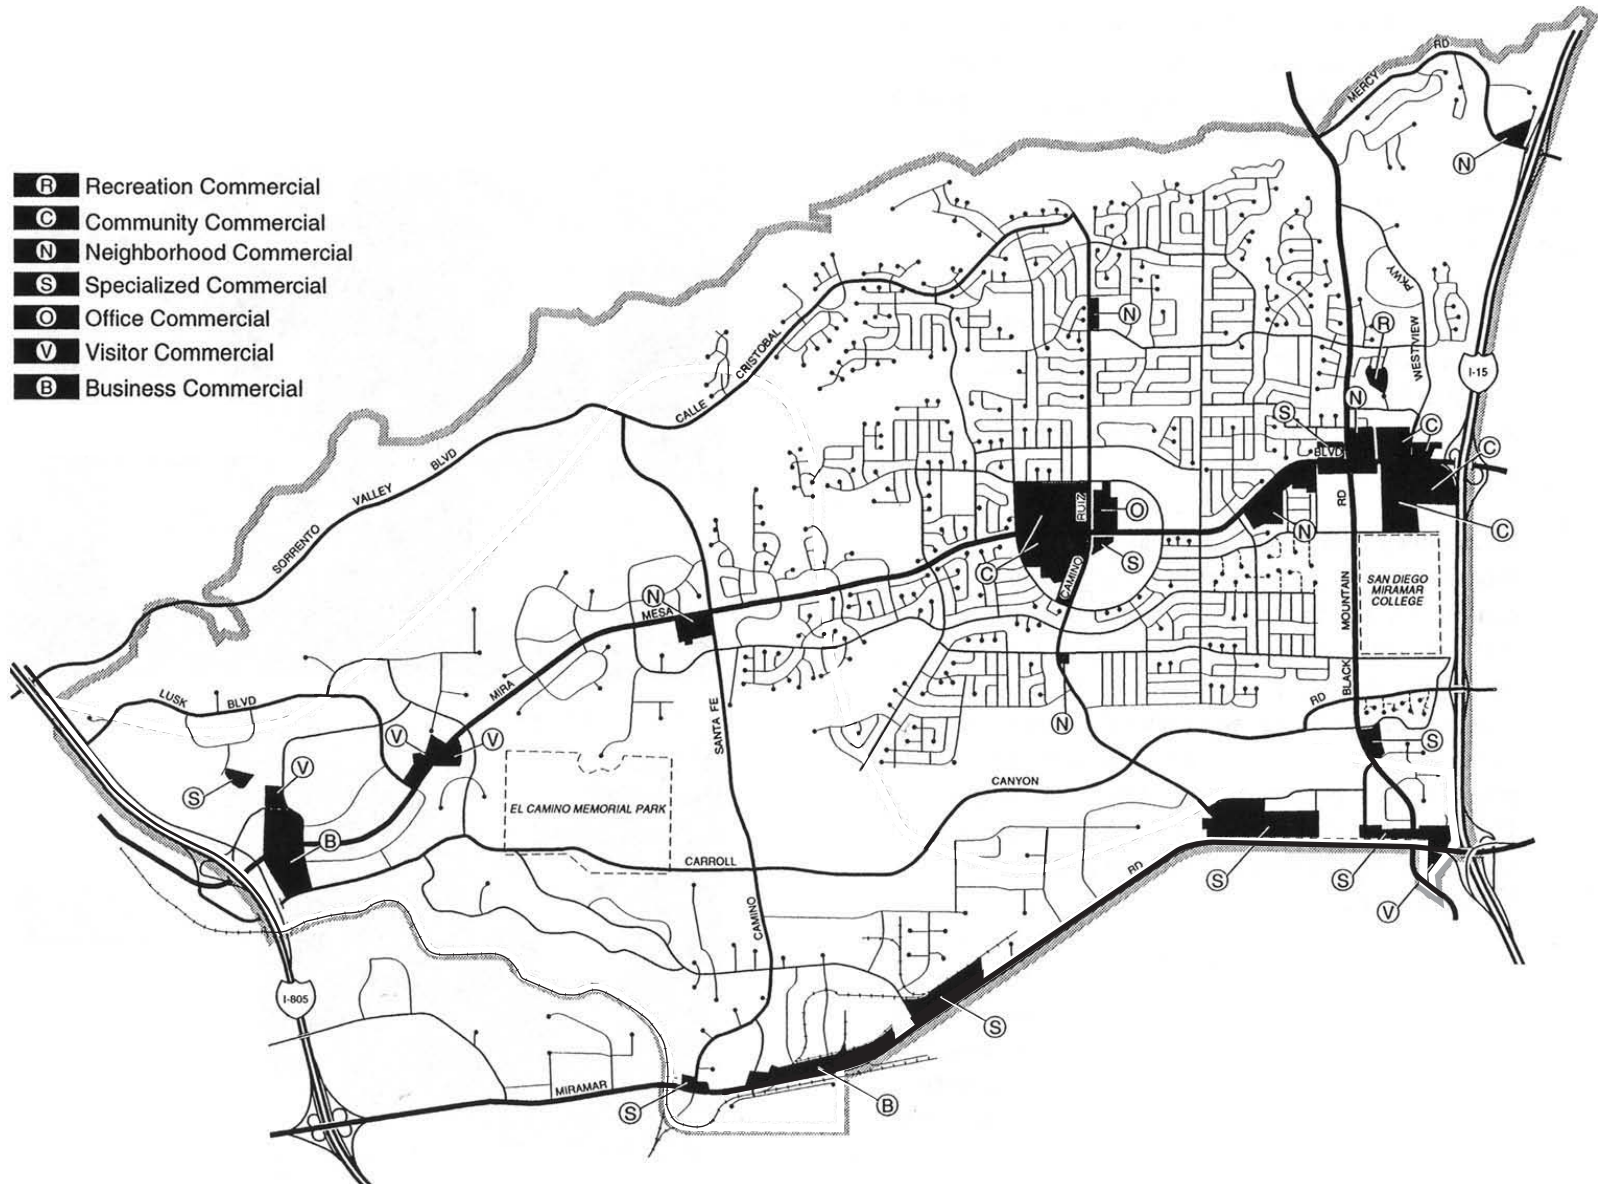 R Recreation Commercial
C Community Commercial
N Neighborhood Commercial
S Specialized Commercial
O Office Commercial
V Visitor Commercial
B Business Commercial
MERCY
RD
N
N
PKWY
R
WESTVIEW
I-15
CALLE
CRISTOBAL
N
S
C
C
BLVD
SORRENTO
VALLEY
BLVD
RUIZ
O
RD
N
C
C
S
CAMINO
SAN DIEGO
MIRAMAR
COLLEGE
N
MESA
MOUNTAIN
BLACK
LUSK
BLVD
MIRA
SANTA FE
N
RD
S
V
V
V
S
EL CAMINO MEMORIAL PARK
CANYON
B
CARROLL
RD
S
S
V
CAMINO
I-805
S
MIRAMAR
S
B